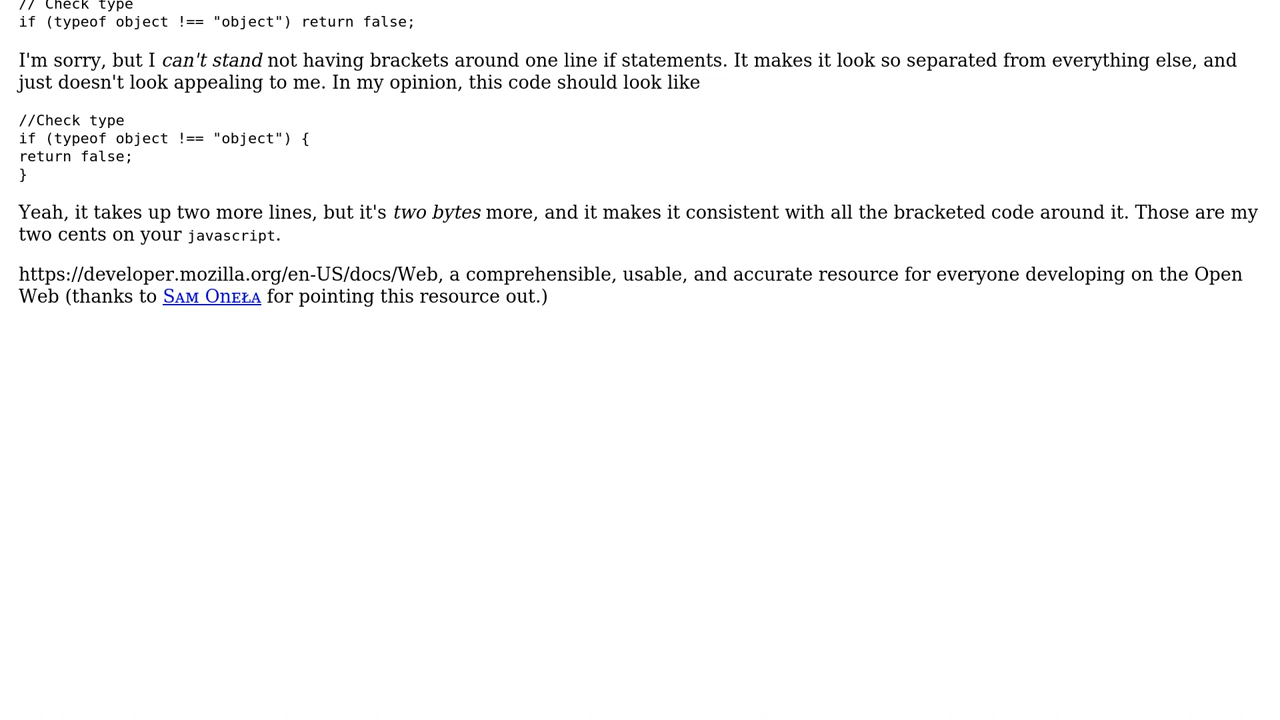 // Check type
if (typeof object !== "object") return false;
I'm sorry, but I can't stand not having brackets around one line if statements. It makes it look so separated from everything else, and
just doesn't look appealing to me. In my opinion, this code should look like
//Check type
if (typeof object !== "object") {
return false;
}
Yeah, it takes up two more lines, but it's two bytes more, and it makes it consistent with all the bracketed code around it. Those are my
two cents on your javascript.
https://developer.mozilla.org/en-US/docs/Web, a comprehensible, usable, and accurate resource for everyone developing on the Open
Web (thanks to Sᴀᴍ Onᴇᴌᴀ for pointing this resource out.)